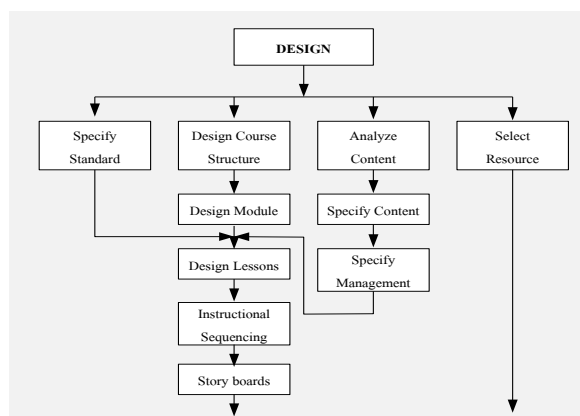 DESIGN
Specify
Standard
Design Course
Structure
Analyze
Content
Select
Resource
Design Module
Specify Content
Design Lessons
Specify
Management
Instructional
Sequencing
Story boards